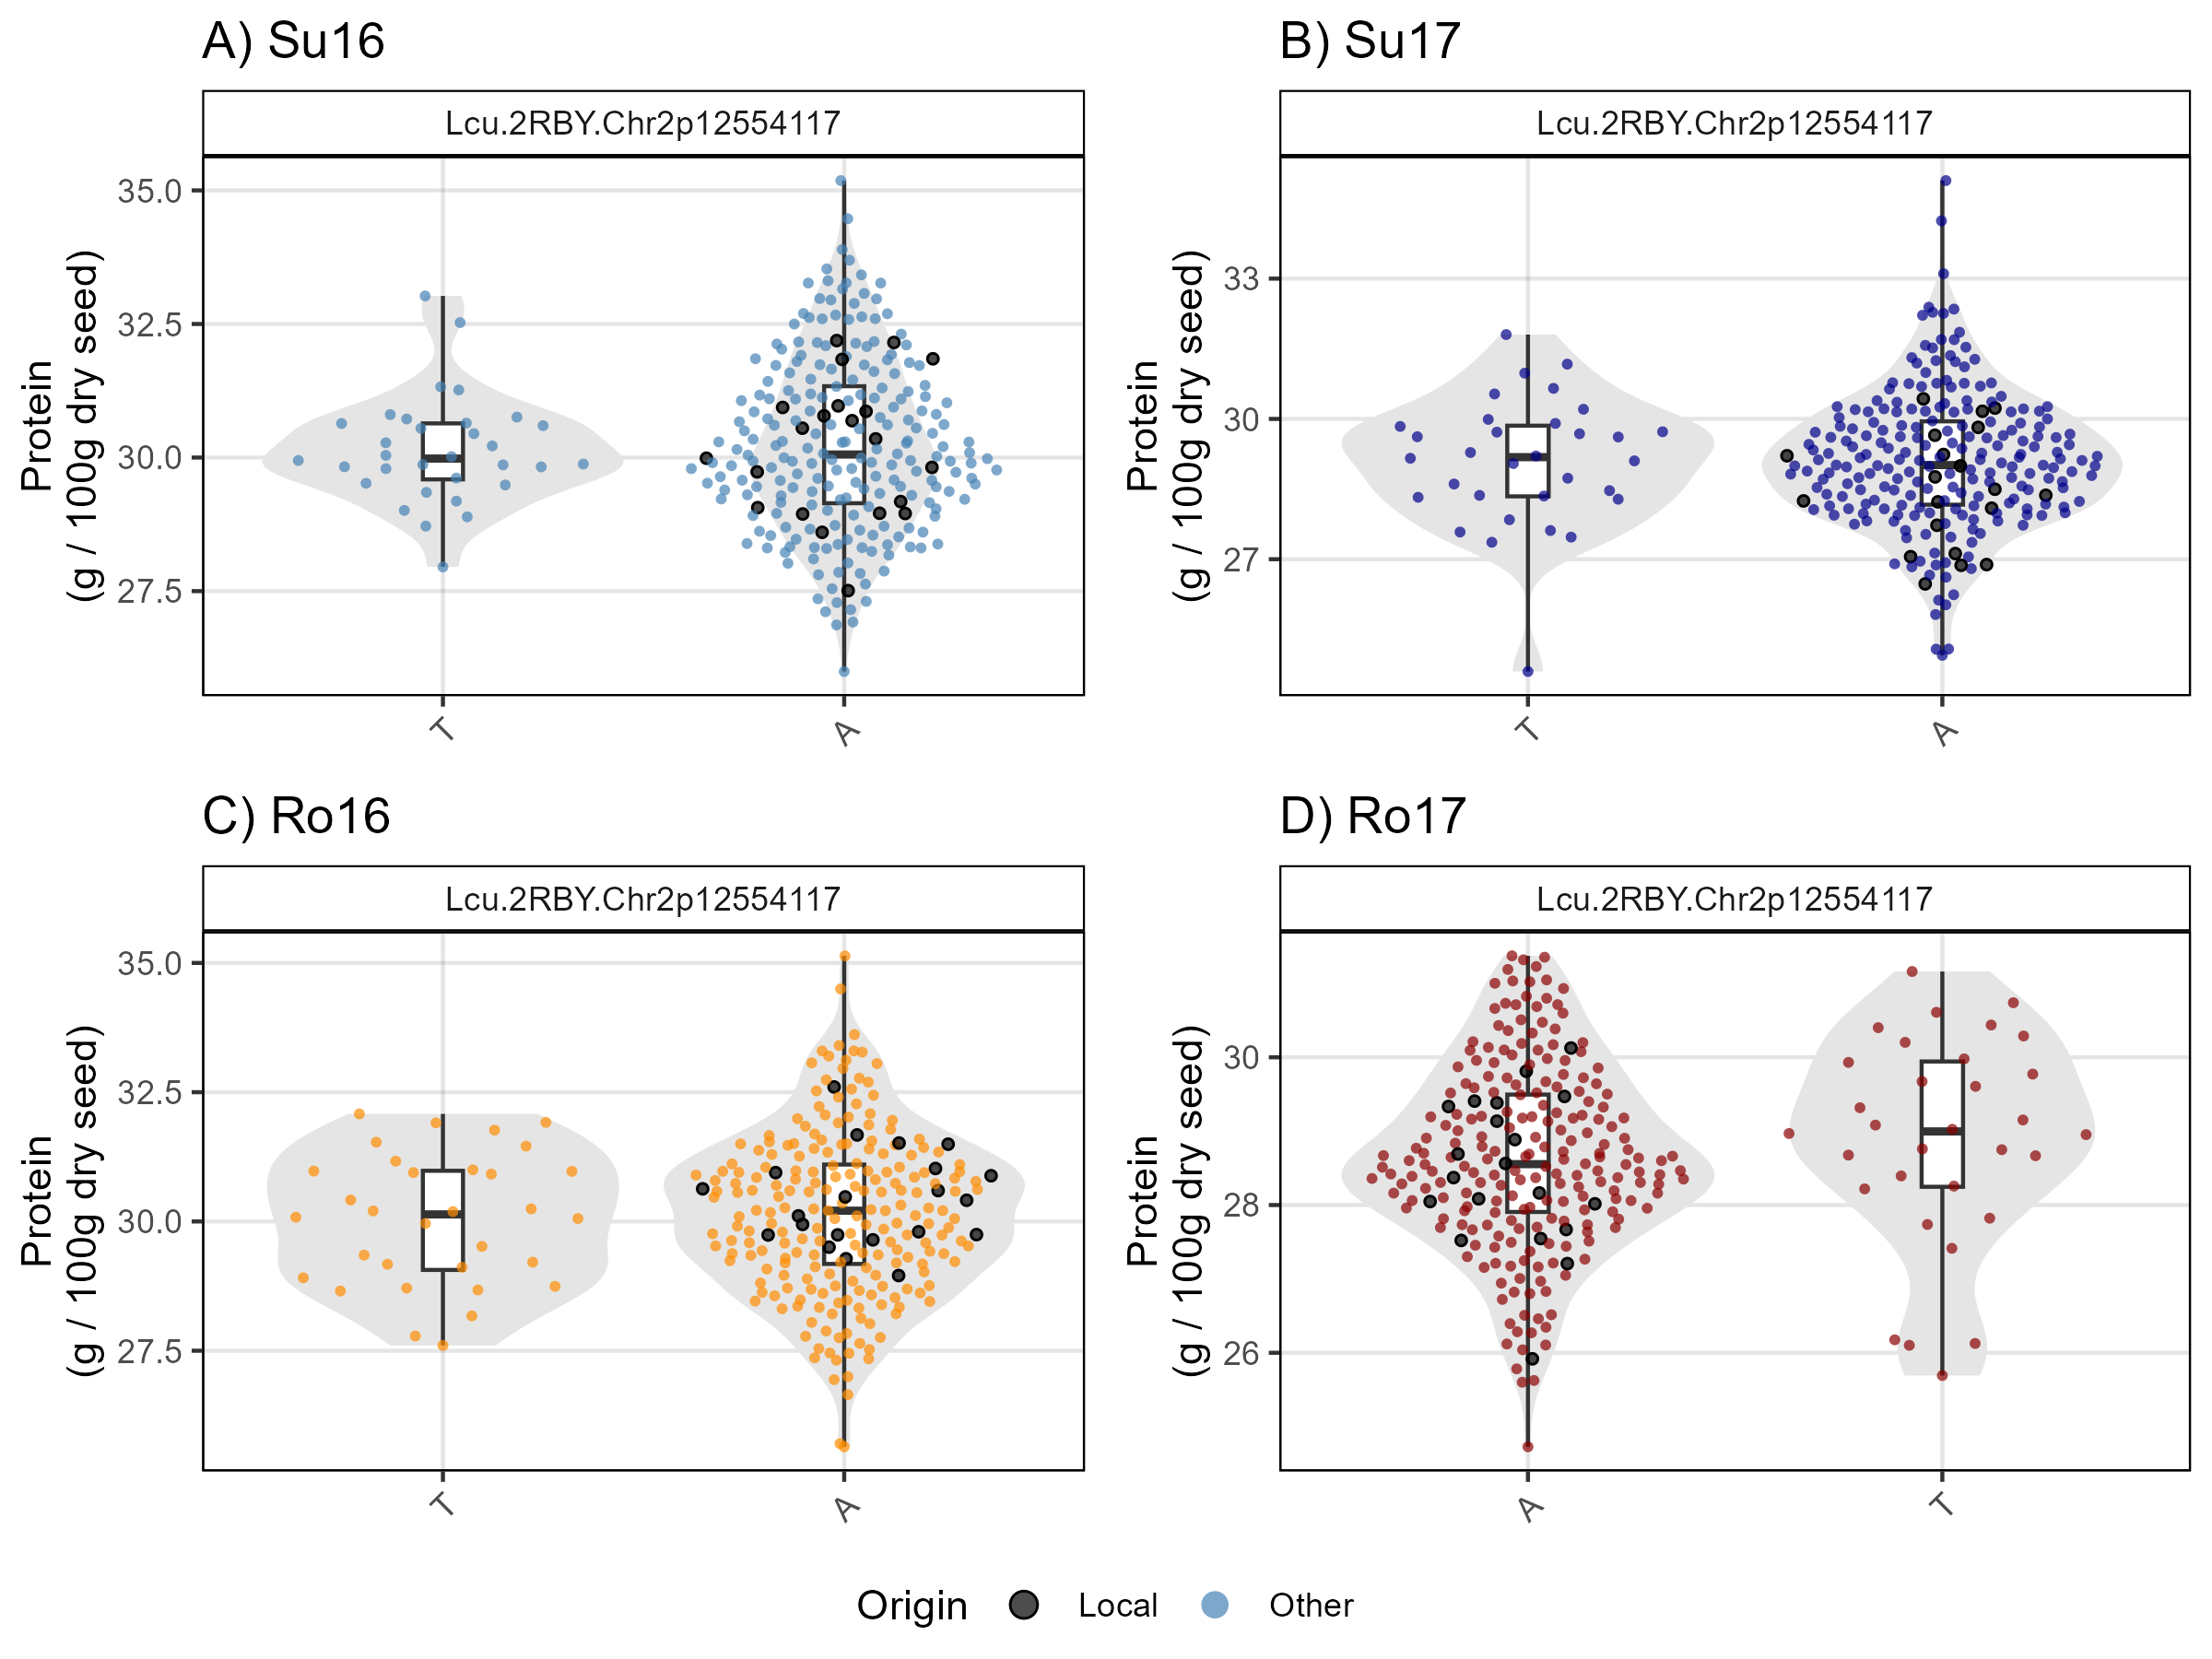 A) Su16
Lcu.2RBY.Chr2p12554117
Protein
(g / 100g dry seed)
35.0
32.5
30.0
27.5
T
A
B) Su17
Lcu.2RBY.Chr2p12554117
Protein
(g / 100g dry seed)
33
30
27
T
A
C) Ro16
Lcu.2RBY.Chr2p12554117
Protein
(g / 100g dry seed)
35.0
32.5
30.0
27.5
T
A
D) Ro17
Lcu.2RBY.Chr2p12554117
Protein
(g / 100g dry seed)
30
28
26
A
T
Origin Local Other